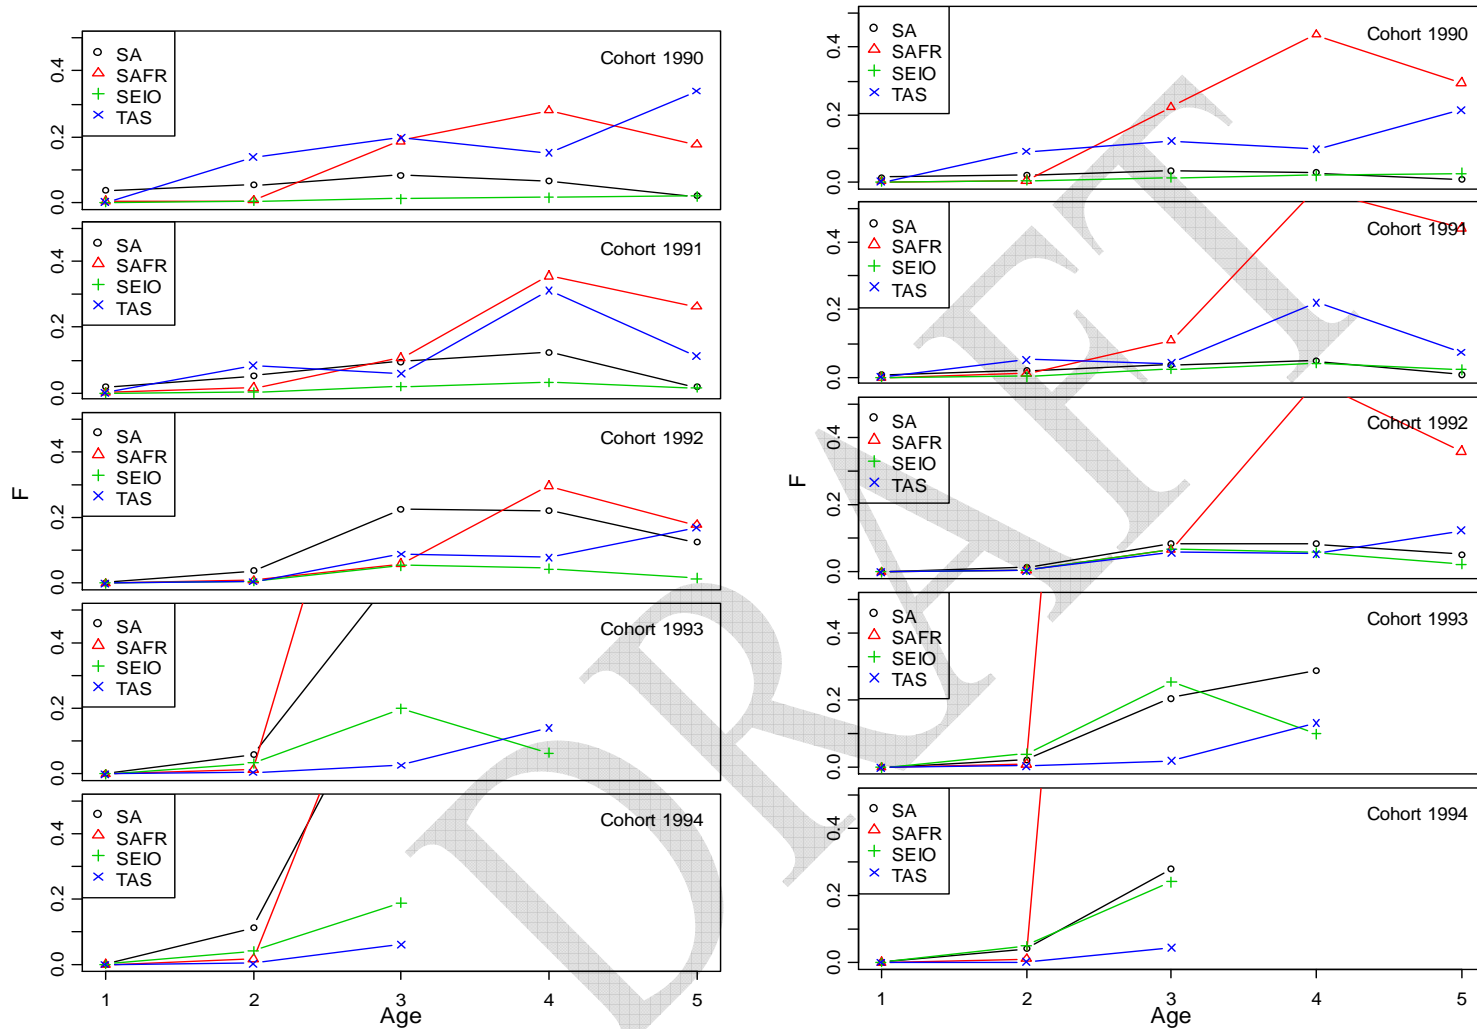 SA
SAFR
SEIO
TAS
Cohort 1990
0.0
0.2
0.4
SA
SAFR
SEIO
TAS
Cohort 1991
0.0
0.2
0.4
SA
SAFR
SEIO
TAS
Cohort 1992
0.0
0.2
0.4
F
SA
SAFR
SEIO
TAS
Cohort 1993
0.0
0.2
0.4
SA
SAFR
SEIO
TAS
Cohort 1994
0.0
0.2
0.4
1 2 3 4 5
Age
SA
SAFR
SEIO
TAS
Cohort 1990
0.0
0.2
0.4
SA
SAFR
SEIO
TAS
Cohort 1991
0.0
0.2
0.4
SA
SAFR
SEIO
TAS
Cohort 1992
0.0
0.2
0.4
F
SA
SAFR
SEIO
TAS
Cohort 1993
0.0
0.2
0.4
SA
SAFR
SEIO
TAS
Cohort 1994
0.0
0.2
0.4
1 2 3 4 5
Age
DRAFT